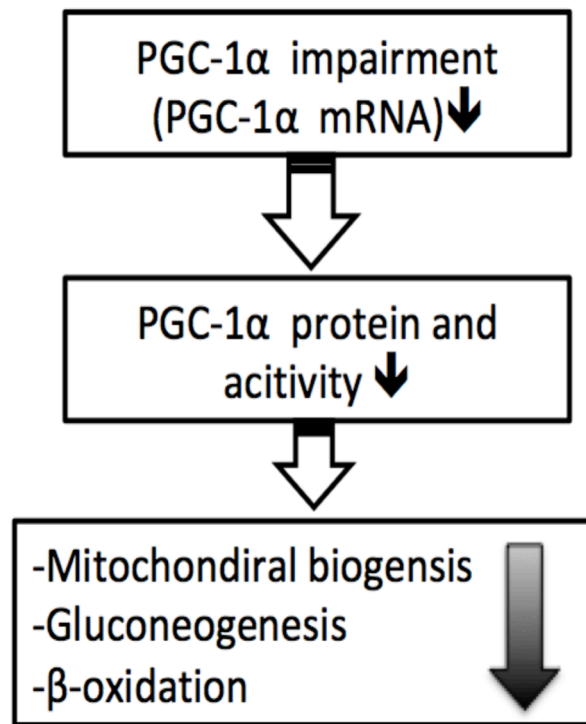 PGC-1α impairment
(PGC-1α mRNA)↓
PGC-1α protein and
acitivity ↓
-Mitochondiral biogensis
-Gluconeogenesis
-β-oxidation